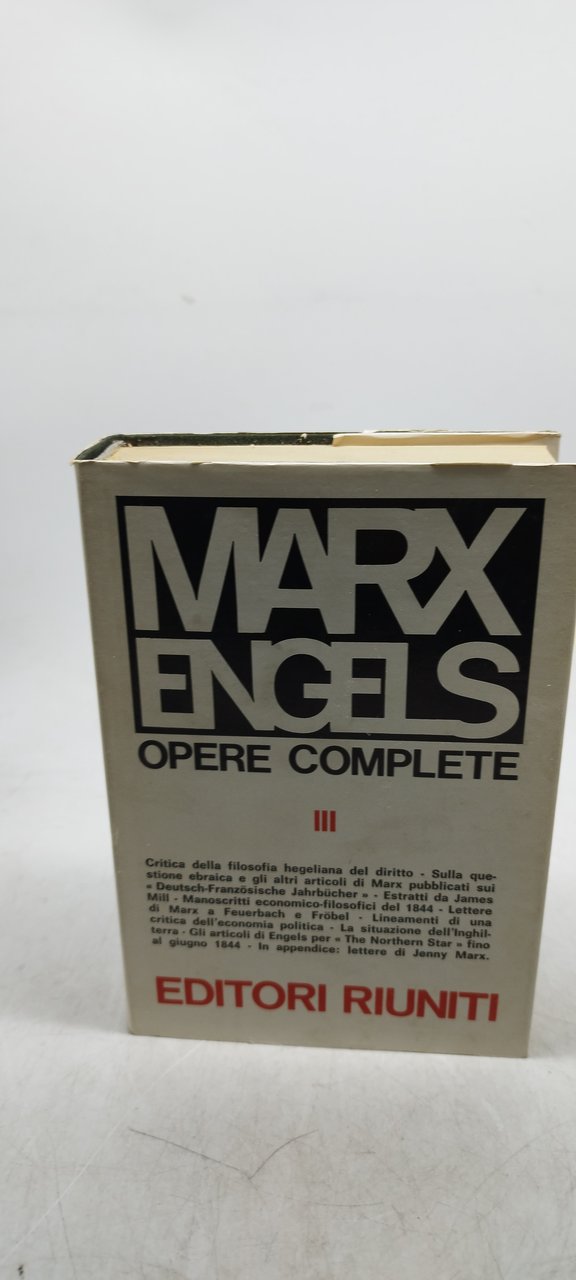 MARX
ENGELS
OPERE COMPLETE
III
Critica della filosofia hegeliana del diritto - Sulla que-
stione ebraica e gli altri articoli di Marx pubblicati sui
« Deutsch-Französische Jahrbücher » - Estratti da James
Mill - Manoscritti economico-filosofici del 1844 - Lettere
di Marx a Feuerbach e Fröbel - Lineamenti di una
critica dell'economia politica - La situazione dell'Inghil-
terra - Gli articoli di Engels per « The Northern Star » fino
al giugno 1844 - In appendice: lettere di Jenny Marx.
EDITORI RIUNITI